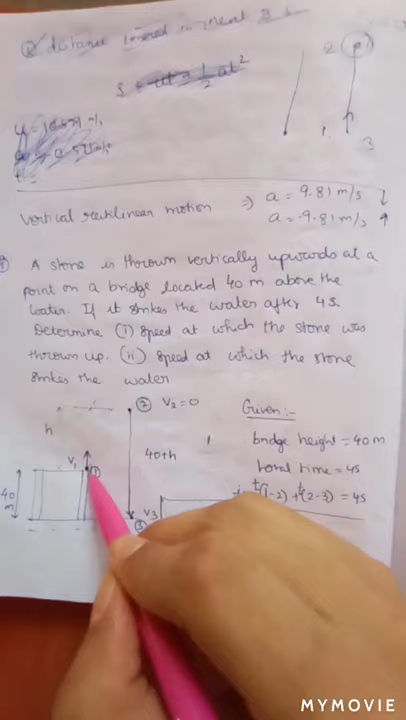 distance
S = ut + 1/2 at²
2
1
3
vertical rectilinear motion ⇒ a = 9.81 m/s ↓
a = -9.81 m/s ↑
A stone is thrown vertically upwards at a
point on a bridge located 40 m above the
water. If it strikes the water after 4s.
Determine (i) speed at which the stone was
thrown up. (ii) speed at which the stone
strikes the water
② V₂=0
Given:-
h
40+h
bridge height = 40m
V₁
①
total time = 4s
40
m
t(1-2) + t(2-3) = 4s
③ V₃
MYMOVIE